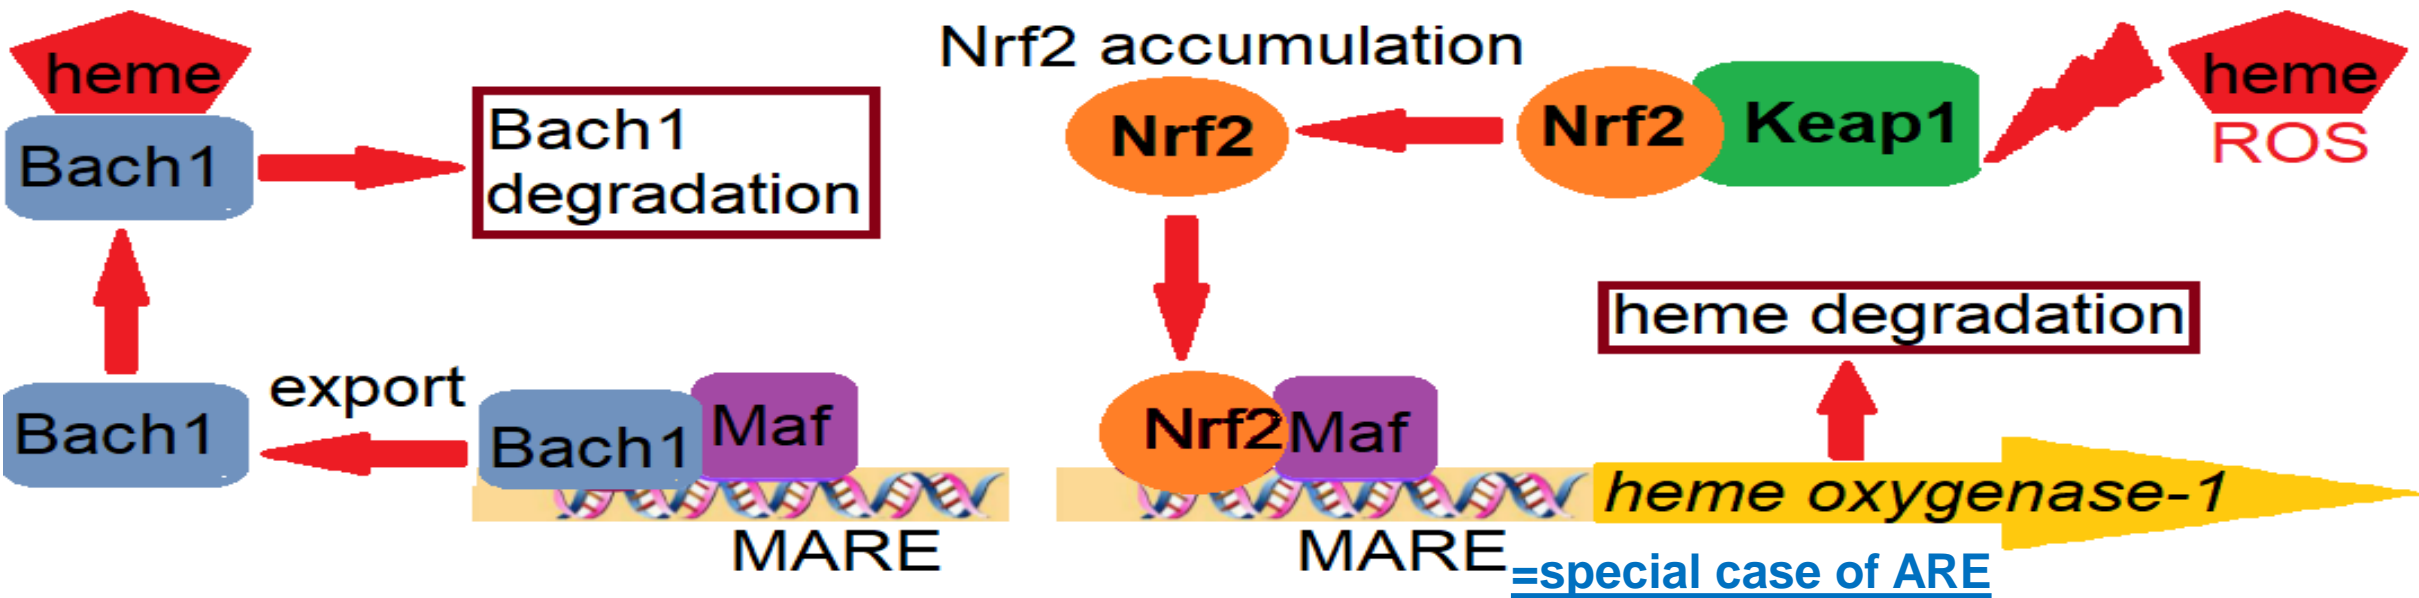 heme
Bach1
Bach1
degradation
Bach1
export
Bach1
Maf
MARE
Nrf2 accumulation
Nrf2
Nrf2
Keap1
heme
ROS
Nrf2
Maf
MARE
=special case of ARE
heme degradation
heme oxygenase-1